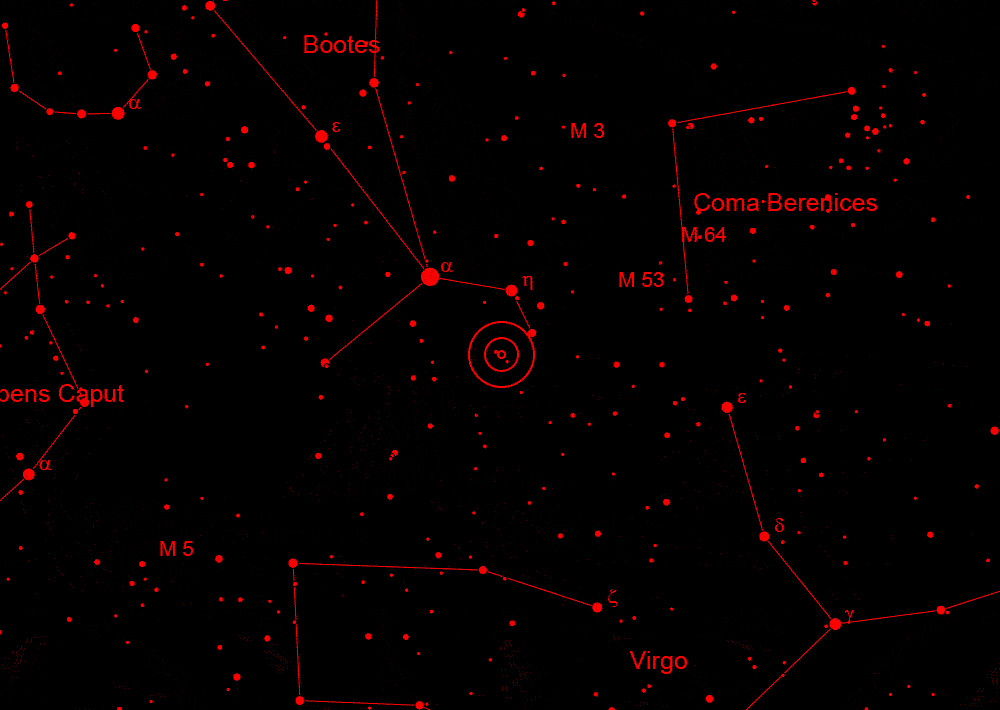 Bootes
α
ε
M 3
Coma Berenices
M 64
α
η
M 53
pens Caput
ε
α
δ
M 5
ζ
γ
Virgo